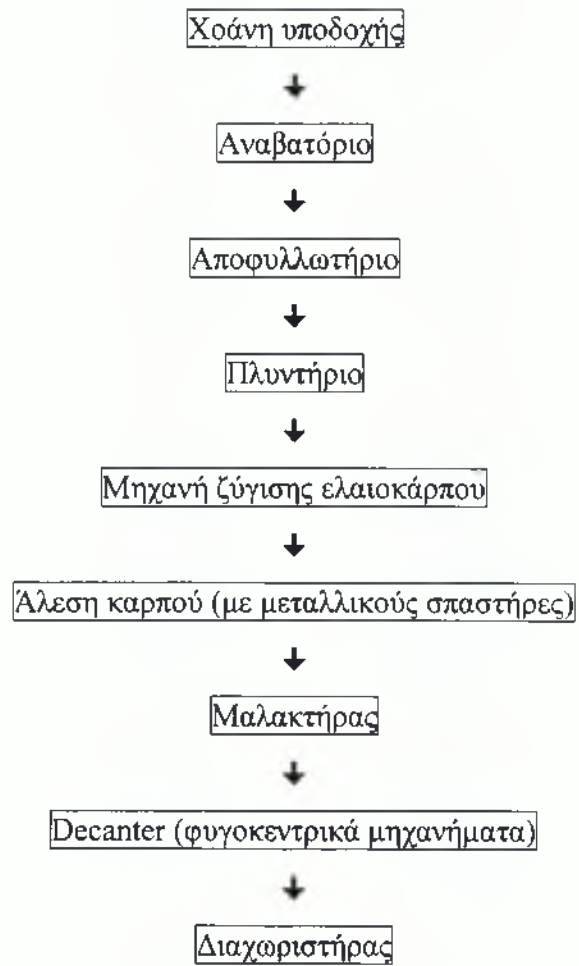 Χοάνη υποδοχής
Αναβατόριο
Αποφυλλωτήριο
Πλυντήριο
Μηχανή ζύγισης ελαιοκάρπου
Άλεση καρπού (με μεταλλικούς σπαστήρες)
Μαλακτήρας
Decanter (φυγοκεντρικά μηχανήματα)
Διαχωριστήρας